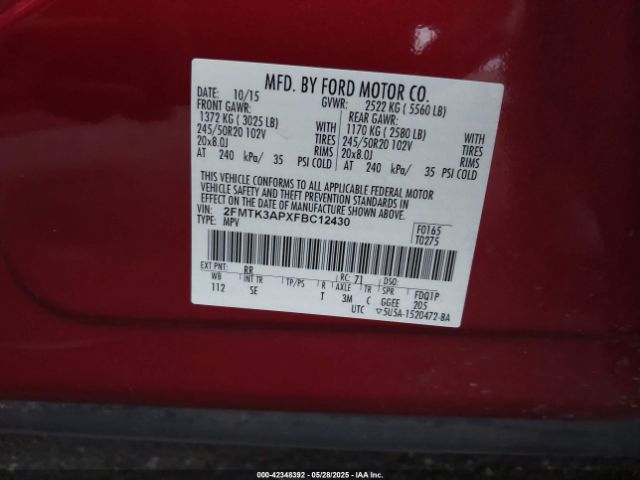 MFD. BY FORD MOTOR CO.
DATE: 10/15 GVWR: 2522 KG ( 5560 LB)
FRONT GAWR: REAR GAWR:
1372 KG ( 3025 LB) WITH 1170 KG ( 2580 LB) WITH
245/50R20 102V TIRES 245/50R20 102V TIRES
20x8.0J RIMS 20x8.0J RIMS
AT 240 kPa/ 35 PSI COLD AT 240 kPa/ 35 PSI COLD
THIS VEHICLE CONFORMS TO ALL APPLICABLE FEDERAL MOTOR
VEHICLE SAFETY AND THEFT PREVENTION STANDARDS IN EFFECT ON
THE DATE OF MANUFACTURE SHOWN ABOVE.
VIN: 2FMTK3APXFBC12430 F0165
TYPE: MPV T0275
EXT PNT: RR RC: 71 DSO:
WB INT TR TP/PS R AXLE TR SPR FDQ1P
112 SE T 3M C GGEE 205
UTC ▽5U5A-1520472-BA
000-42348392 05/28/2025 IAA Inc.